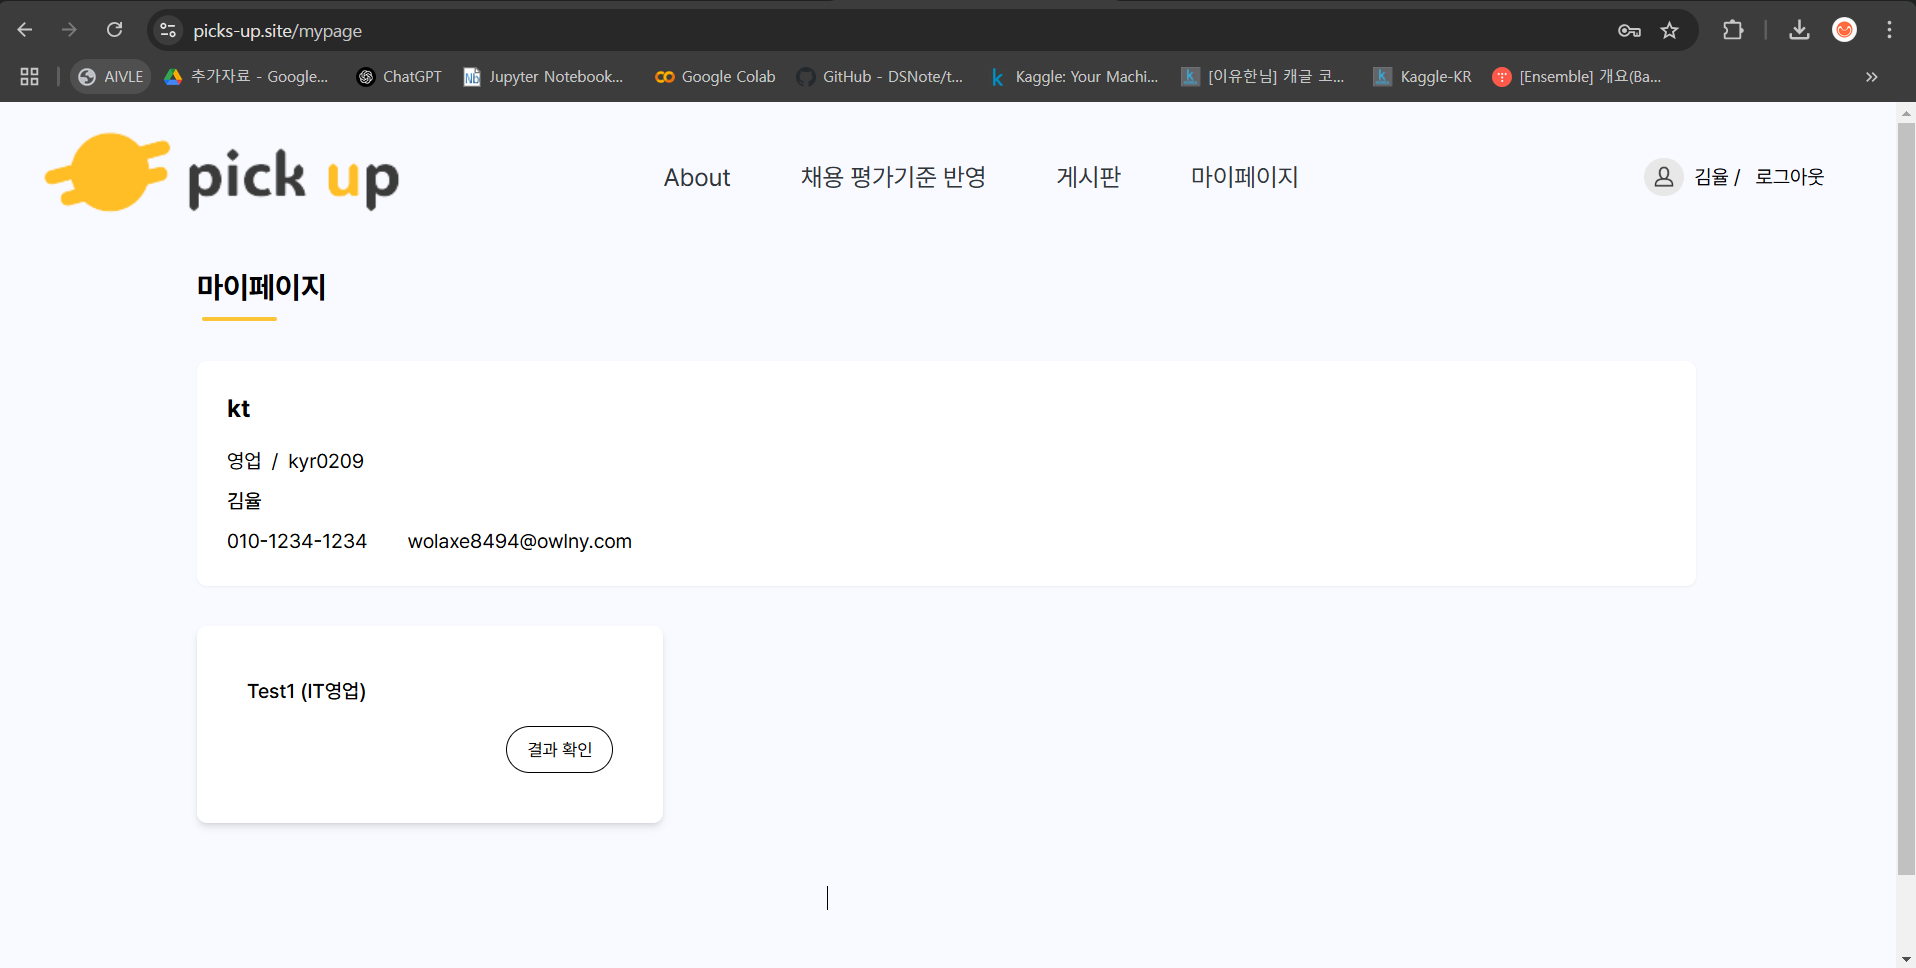 picks-up.site/mypage
AIVLE
추가자료 - Google...
ChatGPT
Jupyter Notebook...
Google Colab
GitHub - DSNote/t...
Kaggle: Your Machi...
[이유한님] 캐글 코...
Kaggle-KR
[Ensemble] 개요(Ba...
pick up
About
채용 평가기준 반영
게시판
마이페이지
김율 / 로그아웃
마이페이지
kt
영업 / kyr0209
김율
010-1234-1234 wolaxe8494@owlny.com
Test1 (IT영업)
결과 확인